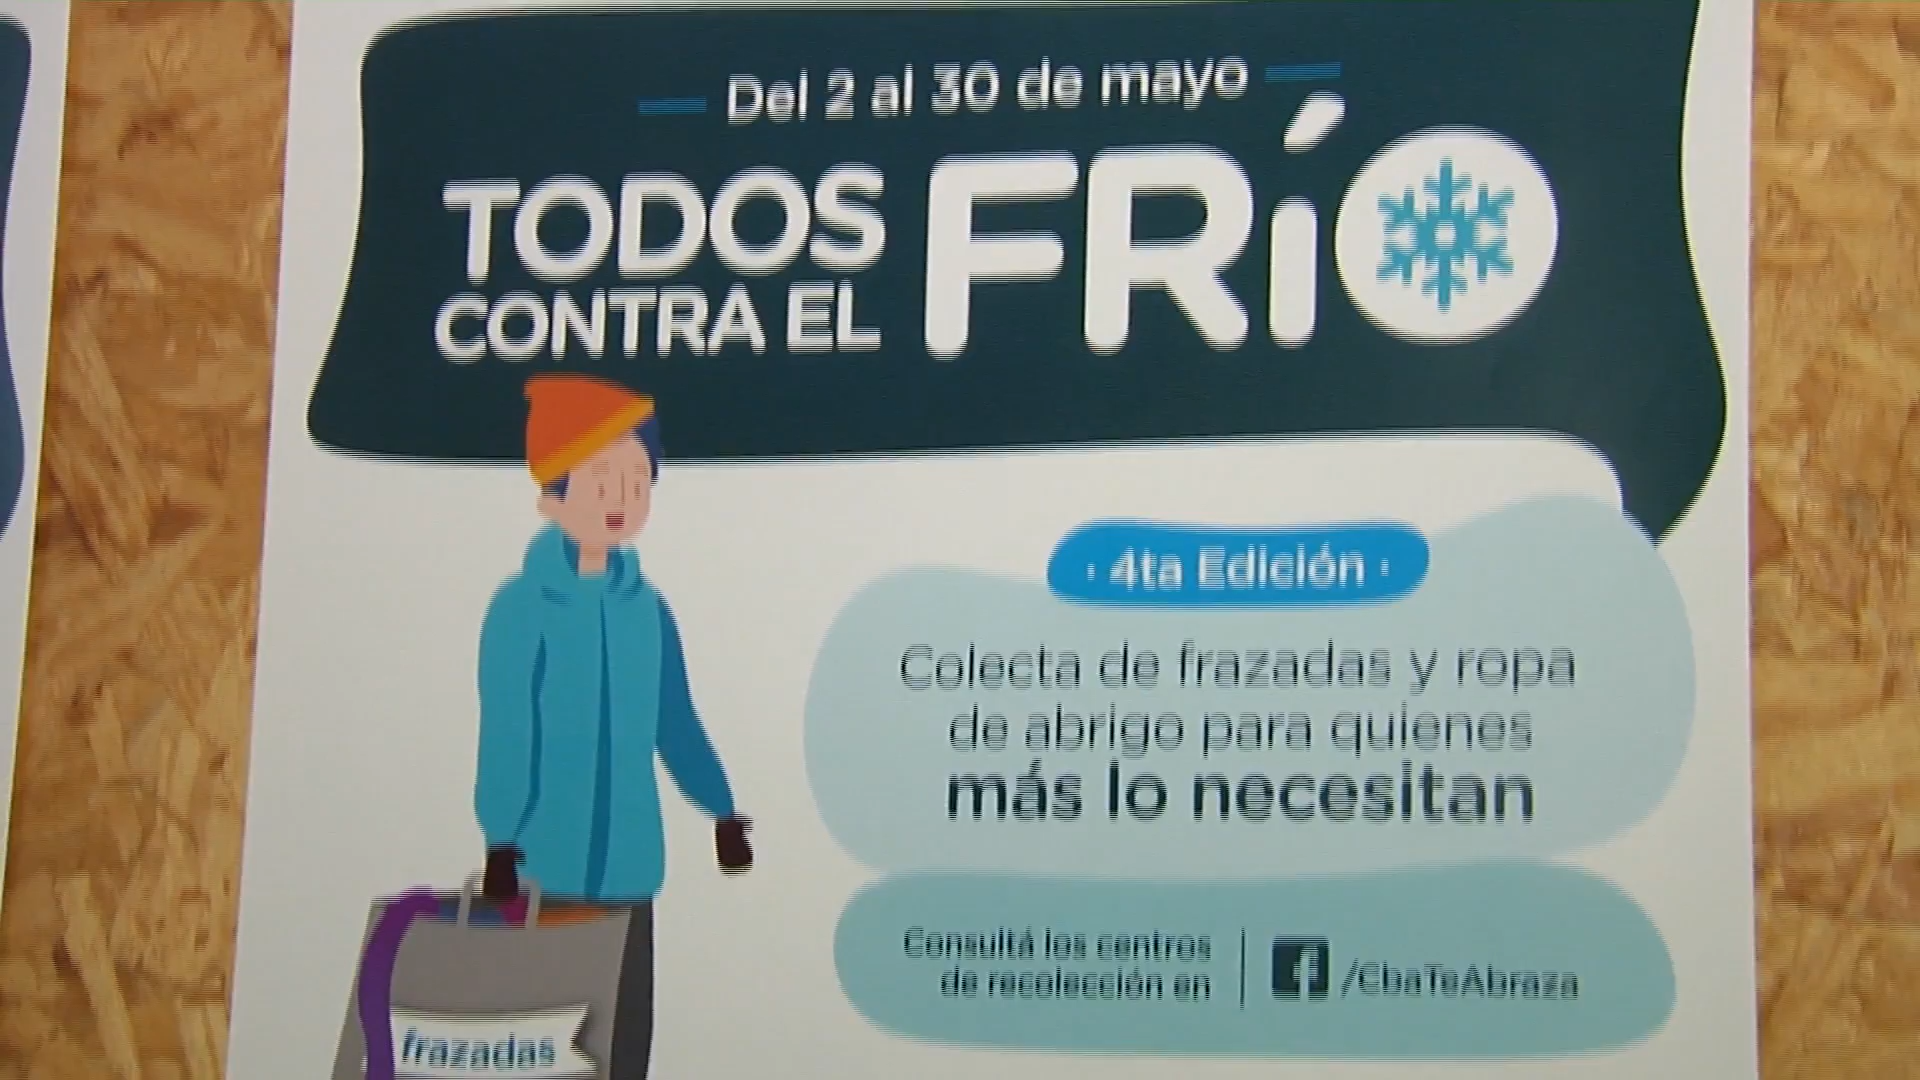 Del 2 al 30 de mayo
TODOS
CONTRA EL
FRíO
4ta Edición
Colecta de frazadas y ropa
de abrigo para quienes
más lo necesitan
Consultá los centros
de recolección en
/CbaTeAbraza
frazadas